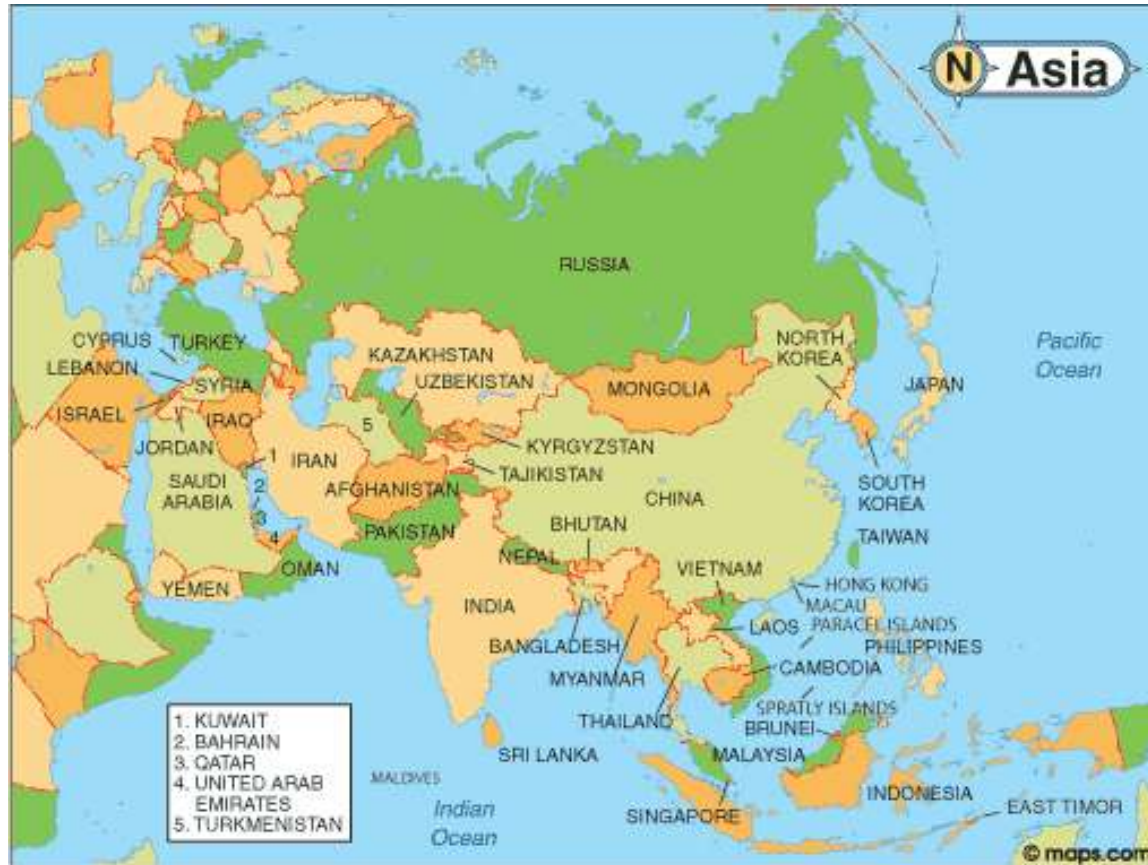 N Asia
RUSSIA
Pacific
Ocean
CYPRUS
TURKEY
LEBANON
SYRIA
ISRAEL
IRAQ
JORDAN
KAZAKHSTAN
UZBEKISTAN
MONGOLIA
NORTH
KOREA
JAPAN
5
KYRGYZSTAN
TAJIKISTAN
1
IRAN
AFGHANISTAN
SAUDI
ARABIA
2
3
4
CHINA
SOUTH
KOREA
PAKISTAN
BHUTAN
TAIWAN
NEPAL
OMAN
YEMEN
VIETNAM
HONG KONG
MACAU
INDIA
LAOS
PARACEL ISLANDS
PHILIPPINES
BANGLADESH
CAMBODIA
MYANMAR
SPRATLY ISLANDS
THAILAND
BRUNEI
SRI LANKA
MALAYSIA
MALDIVES
INDONESIA
Indian
Ocean
SINGAPORE
EAST TIMOR
1. KUWAIT
2. BAHRAIN
3. QATAR
4. UNITED ARAB
EMIRATES
5. TURKMENISTAN
© maps.com